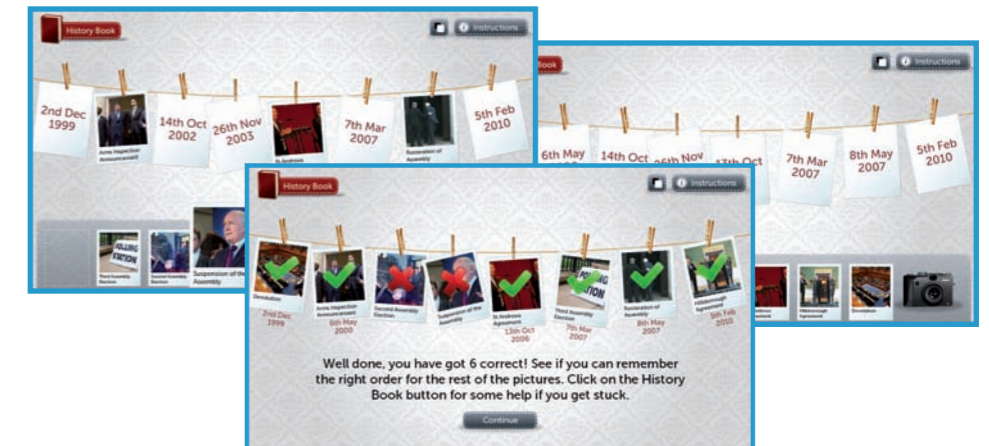 History Book
Instructions
2nd Dec
1999
14th Oct
2002
26th Nov
2003
7th Mar
2007
5th Feb
2010
Arms Inspection
Announcement
St Andrews
Restoration of
Assembly
POLLING
STATION
Third Assembly
Election
Second Assembly
Election
Suspension of the
Assembly
Book
Instructions
6th May
14th Oct
26th Nov
13th Oct
7th Mar
2007
8th May
2007
5th Feb
2010
Hillsborough
Agreement
Devolution
History Book
Instructions
Devolution
2nd Dec
1999
Arms Inspection
Announcement
6th May
2000
Second Assembly
Election
Suspension of the
Assembly
St Andrews
Agreement
13th Oct
2006
POLLING
STATION
Third Assembly
Election
7th Mar
2007
Restoration of
Assembly
8th May
2007
Hillsborough
Agreement
5th Feb
2010
Well done, you have got 6 correct! See if you can remember
the right order for the rest of the pictures. Click on the History
Book button for some help if you get stuck.
Continue